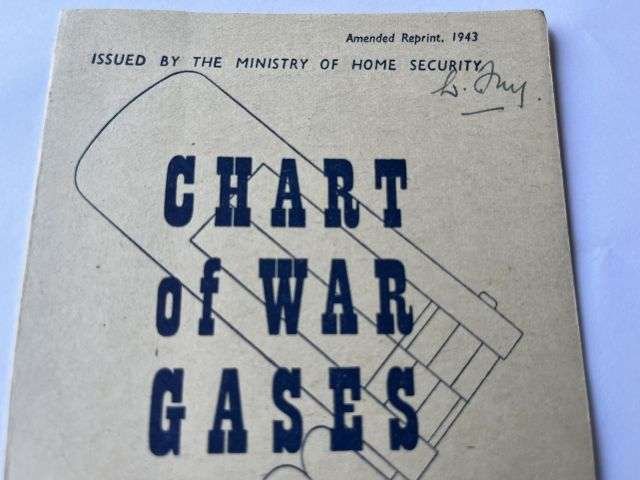 Amended Reprint. 1943
ISSUED BY THE MINISTRY OF HOME SECURITY
CHART
of WAR
GASES